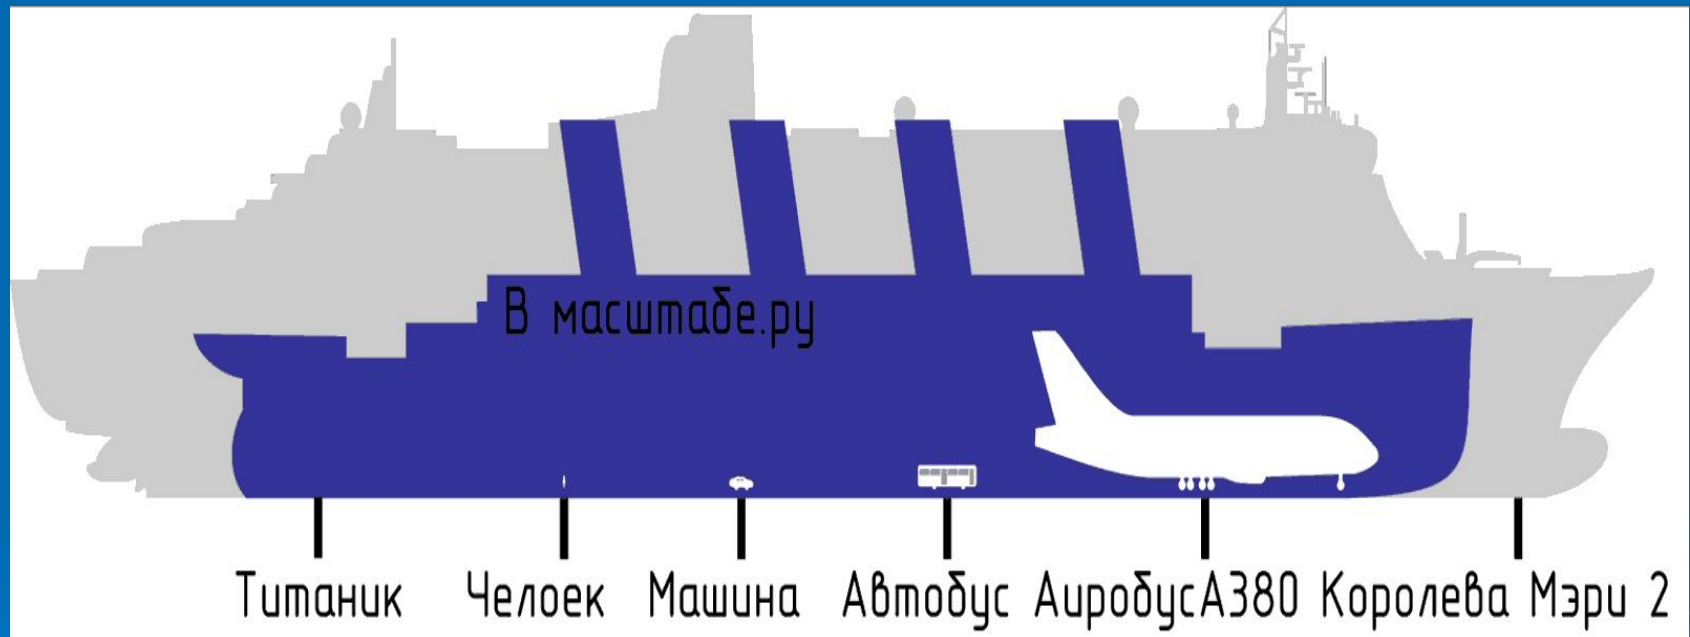 В масштабе.ру
Титаник Челоек Машина Автобус АиробусА380 Королева Мэри 2